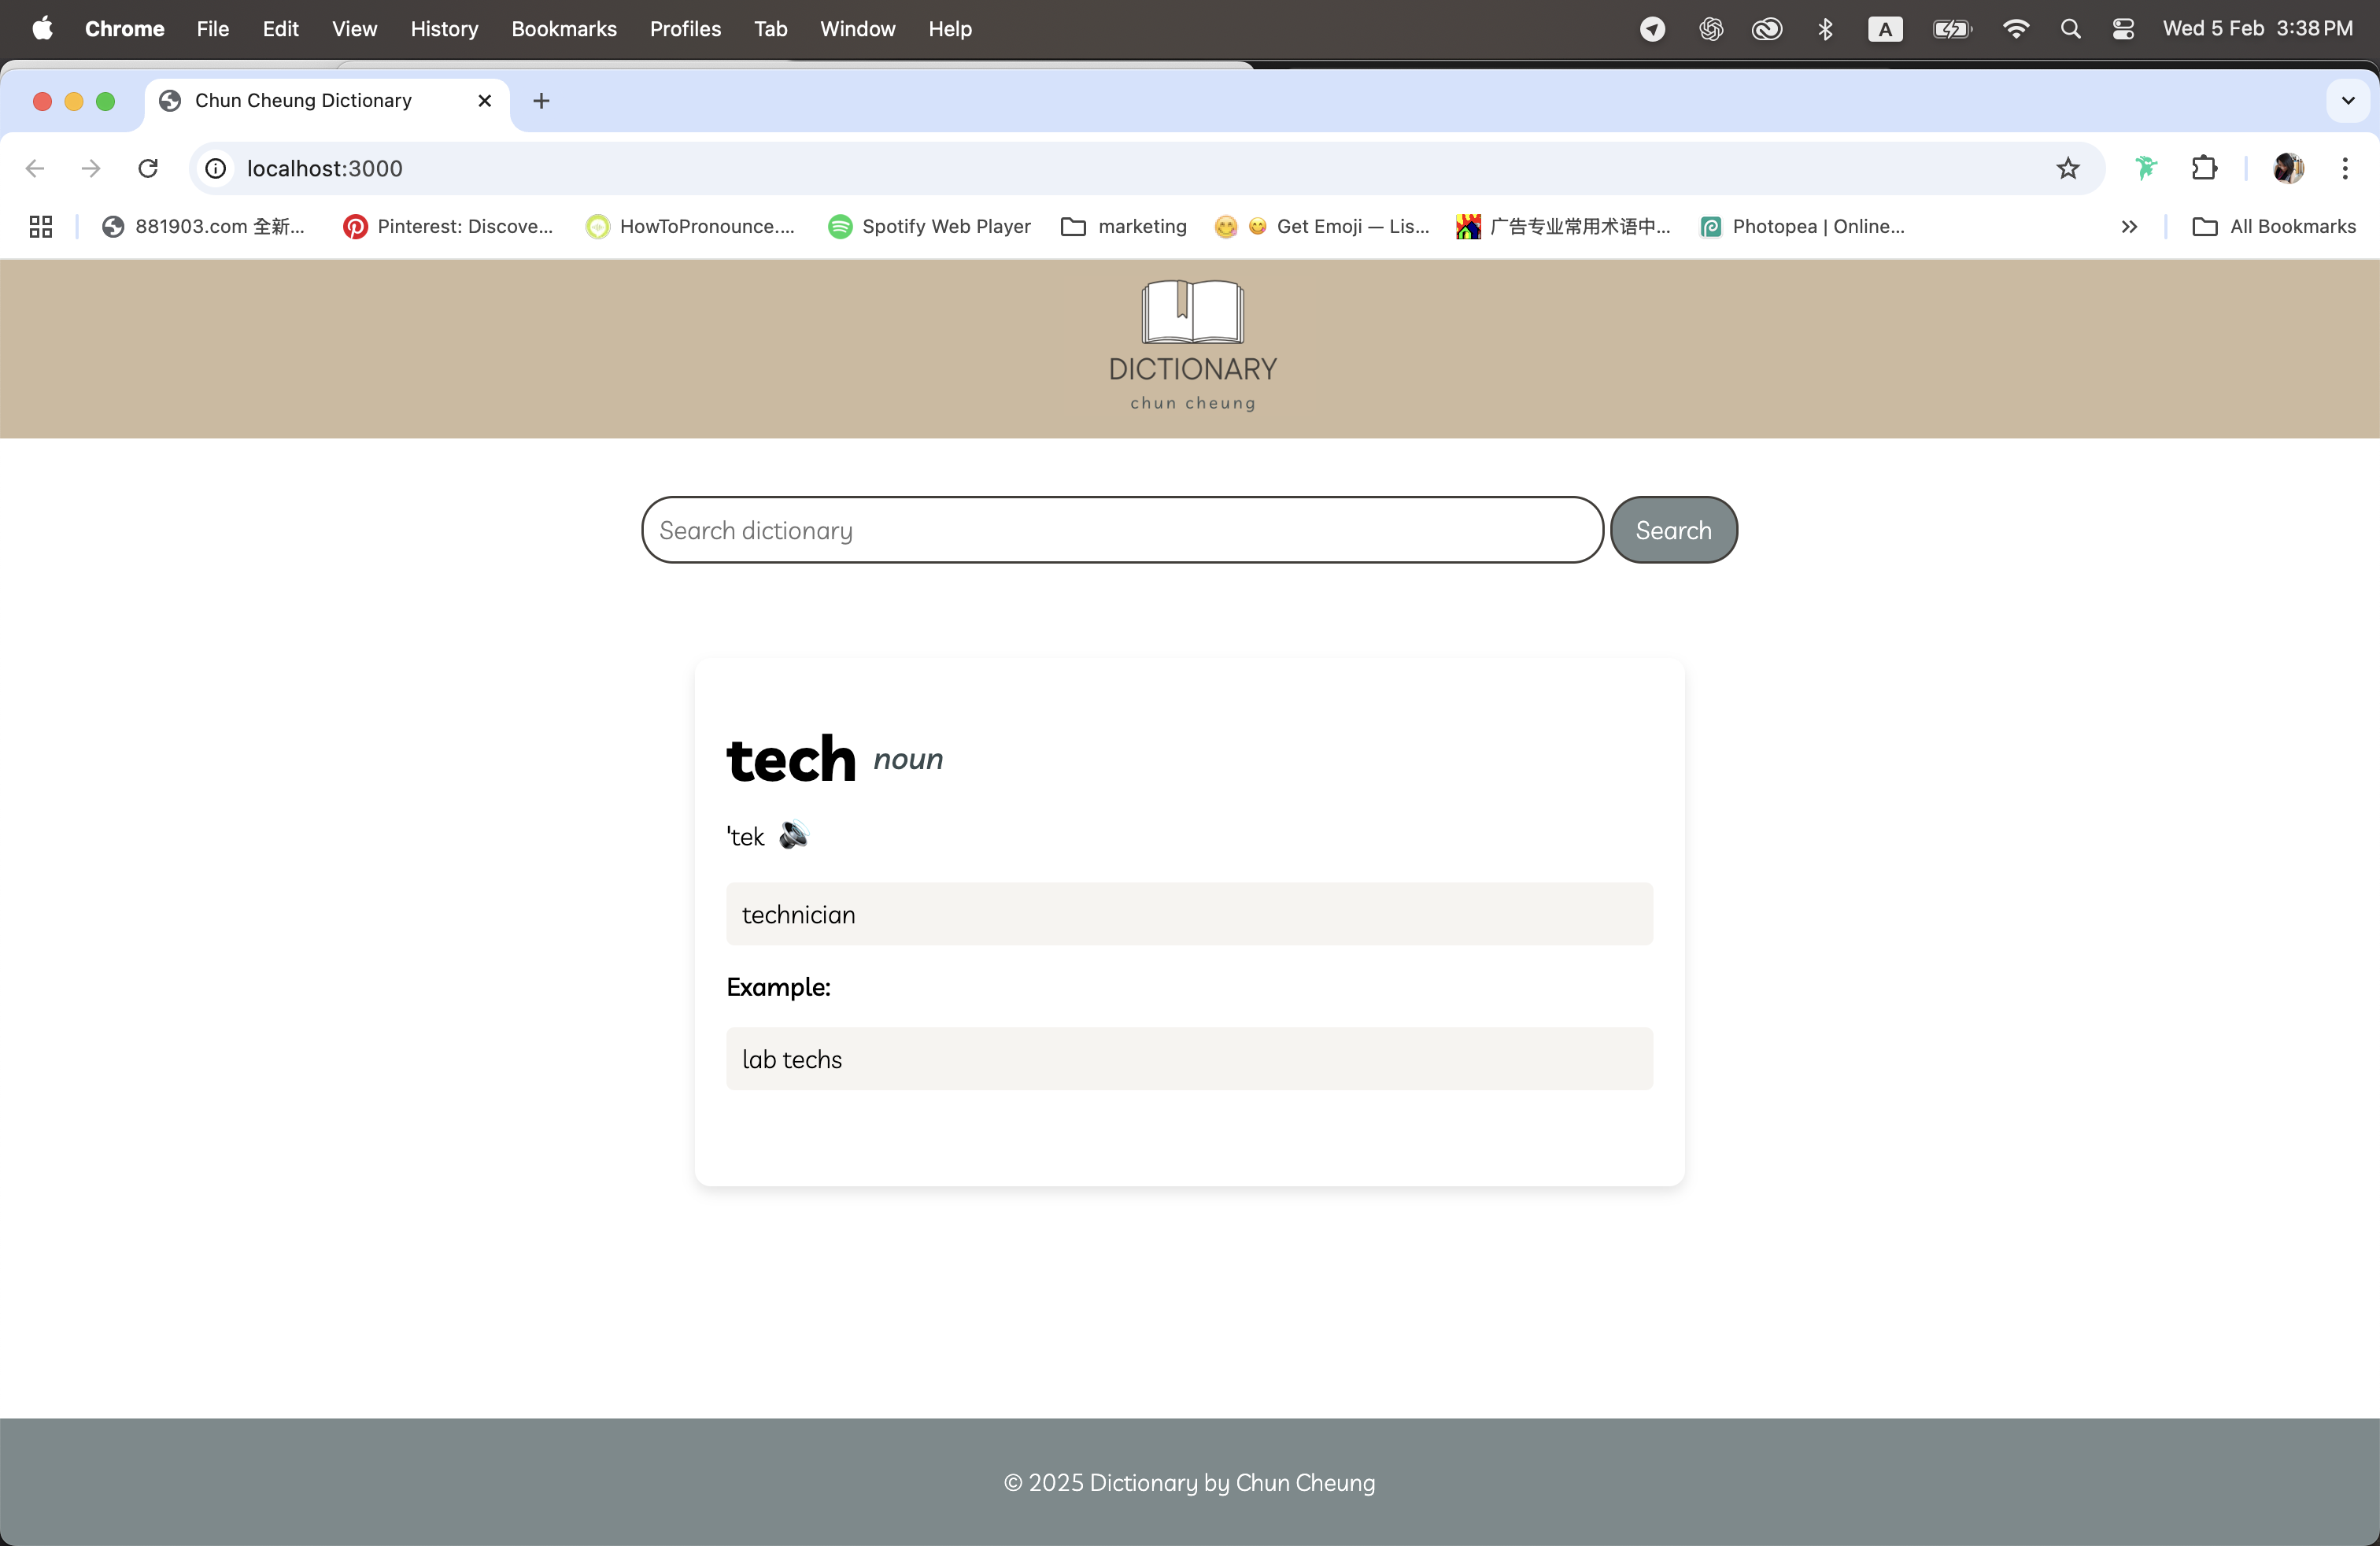 Chrome File Edit View History Bookmarks Profiles Tab Window Help A Wed 5 Feb 3:38 PM
Chun Cheung Dictionary
localhost:3000
881903.com 全新... Pinterest: Discove... HowToPronounce.... Spotify Web Player marketing Get Emoji — Lis... 广告专业常用术语中... Photopea | Online... All Bookmarks
DICTIONARY
chun cheung
Search dictionary Search
tech noun
'tek
technician
Example:
lab techs
© 2025 Dictionary by Chun Cheung